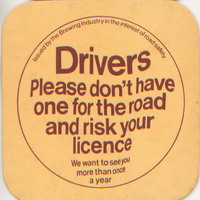 Issued by the Brewing Industry in the interest of road safety
Drivers
Please don't have
one for the road
and risk your
licence
We want to see you
more than once
a year